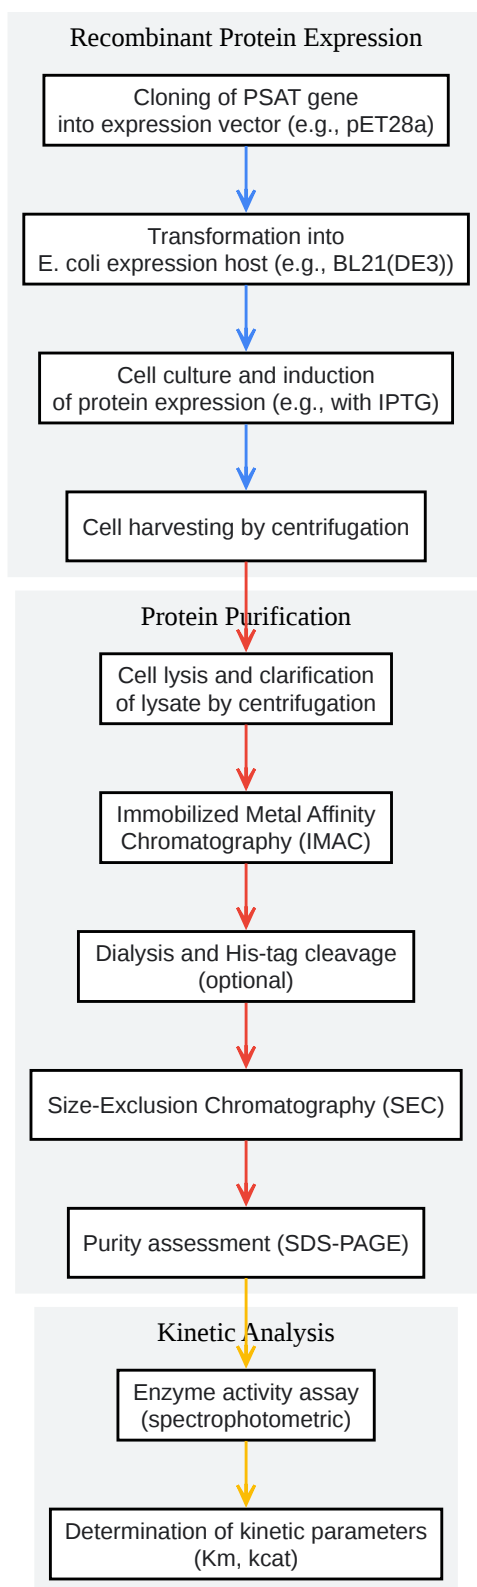 Recombinant Protein Expression
Cloning of PSAT gene
into expression vector (e.g., pET28a)
Transformation into
E. coli expression host (e.g., BL21(DE3))
Cell culture and induction
of protein expression (e.g., with IPTG)
Cell harvesting by centrifugation
Protein Purification
Cell lysis and clarification
of lysate by centrifugation
Immobilized Metal Affinity
Chromatography (IMAC)
Dialysis and His-tag cleavage
(optional)
Size-Exclusion Chromatography (SEC)
Purity assessment (SDS-PAGE)
Kinetic Analysis
Enzyme activity assay
(spectrophotometric)
Determination of kinetic parameters
(Km, kcat)